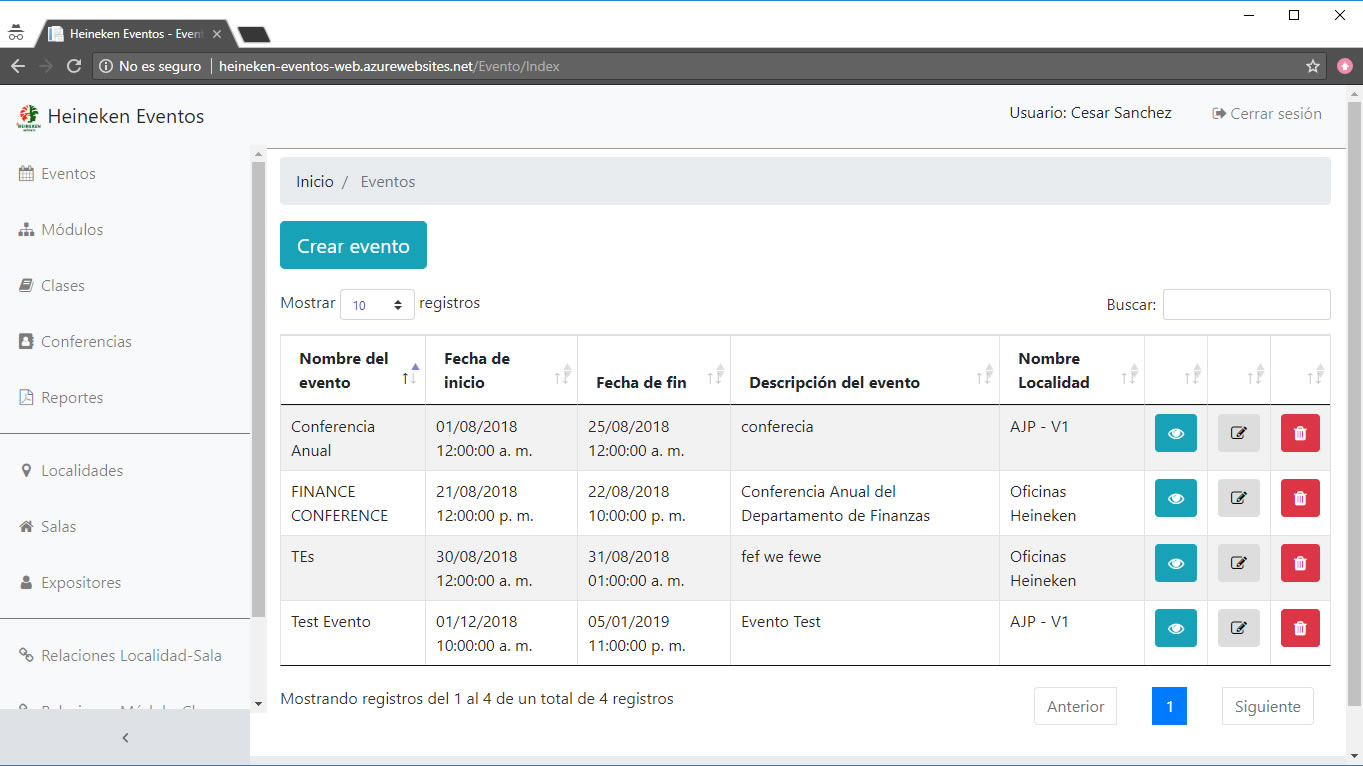 Heineken Eventos - Event
No es seguro | heineken-eventos-web.azurewebsites.net/Evento/Index
Heineken Eventos
Usuario: Cesar Sanchez
Cerrar sesión
Eventos
Módulos
Clases
Conferencias
Reportes
Localidades
Salas
Expositores
Relaciones Localidad-Sala
Inicio / Eventos
Crear evento
Mostrar 10 registros
Buscar:
Nombre del
evento
Fecha de
inicio
Fecha de fin
Descripción del evento
Nombre
Localidad
Conferencia
Anual
01/08/2018
12:00:00 a. m.
25/08/2018
12:00:00 a. m.
conferecia
AJP - V1
FINANCE
CONFERENCE
21/08/2018
12:00:00 p. m.
22/08/2018
10:00:00 p. m.
Conferencia Anual del
Departamento de Finanzas
Oficinas
Heineken
TEs
30/08/2018
12:00:00 a. m.
31/08/2018
01:00:00 a. m.
fef we fewe
Oficinas
Heineken
Test Evento
01/12/2018
10:00:00 a. m.
05/01/2019
11:00:00 p. m.
Evento Test
AJP - V1
Mostrando registros del 1 al 4 de un total de 4 registros
Anterior
1
Siguiente